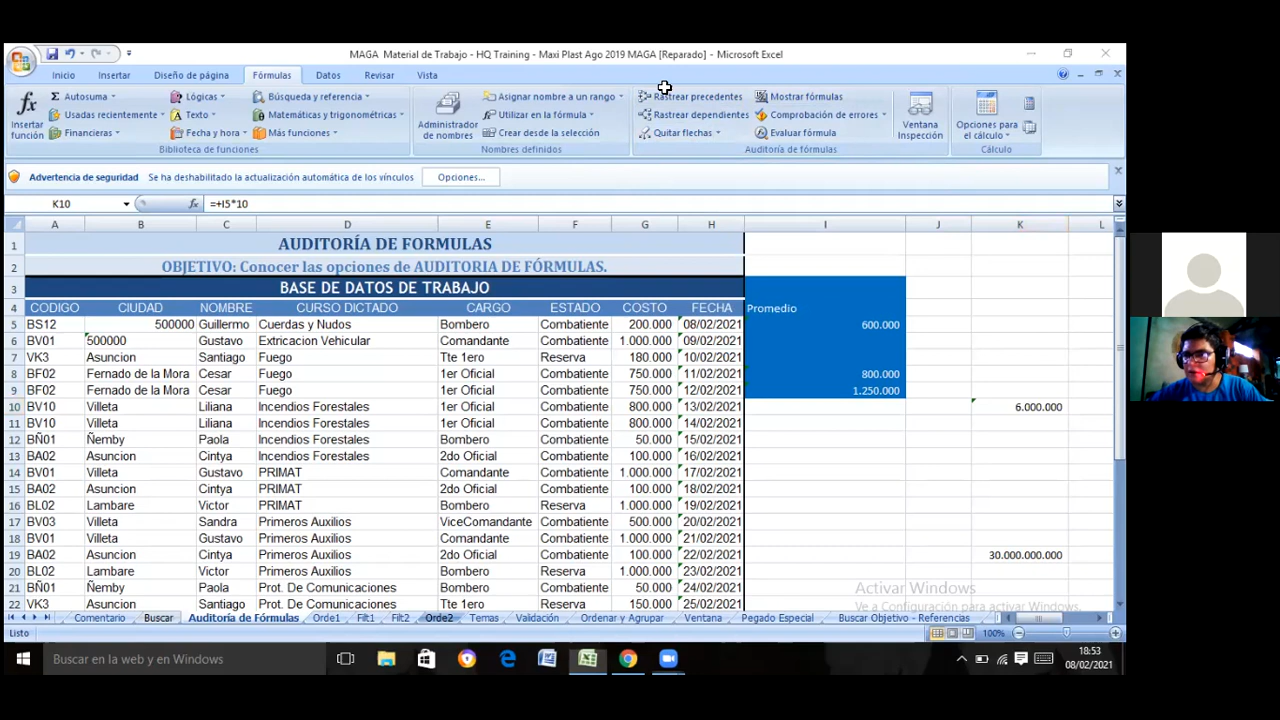 MAGA Material de Trabajo - HQ Training - Maxi Plast Ago 2019 MAGA [Reparado] - Microsoft Excel
Inicio Insertar Diseño de página Fórmulas Datos Revisar Vista
Autosuma Lógicas Búsqueda y referencia Asignar nombre a un rango Rastrear precedentes Mostrar fórmulas
Usadas recientemente Texto Matemáticas y trigonométricas Utilizar en la fórmula Rastrear dependientes Comprobación de errores
Financieras Fecha y hora Más funciones Crear desde la selección Quitar flechas Evaluar fórmula
Insertar función Administrador de nombres Ventana Inspección Opciones para el cálculo
Biblioteca de funciones Nombres definidos Auditoría de fórmulas Cálculo
Advertencia de seguridad Se ha deshabilitado la actualización automática de los vínculos Opciones...
K10 fx =+I5*10
A B C D E F G H I J K L
1 AUDITORÍA DE FORMULAS
2 OBJETIVO: Conocer las opciones de AUDITORIA DE FÓRMULAS.
3 BASE DE DATOS DE TRABAJO
4 CODIGO CIUDAD NOMBRE CURSO DICTADO CARGO ESTADO COSTO FECHA Promedio
5 BS12 500000 Guillermo Cuerdas y Nudos Bombero Combatiente 200.000 08/02/2021 600.000
6 BV01 500000 Gustavo Extricacion Vehicular Comandante Combatiente 1.000.000 09/02/2021
7 VK3 Asuncion Santiago Fuego Tte 1ero Reserva 180.000 10/02/2021
8 BF02 Fernado de la Mora Cesar Fuego 1er Oficial Combatiente 750.000 11/02/2021 800.000
9 BF02 Fernado de la Mora Cesar Fuego 1er Oficial Combatiente 750.000 12/02/2021 1.250.000
10 BV10 Villeta Liliana Incendios Forestales 1er Oficial Combatiente 800.000 13/02/2021 6.000.000
11 BV10 Villeta Liliana Incendios Forestales 1er Oficial Combatiente 800.000 14/02/2021
12 BÑ01 Ñemby Paola Incendios Forestales Bombero Combatiente 50.000 15/02/2021
13 BA02 Asuncion Cintya Incendios Forestales 2do Oficial Combatiente 100.000 16/02/2021
14 BV01 Villeta Gustavo PRIMAT Comandante Combatiente 1.000.000 17/02/2021
15 BA02 Asuncion Cintya PRIMAT 2do Oficial Combatiente 100.000 18/02/2021
16 BL02 Lambare Victor PRIMAT Bombero Reserva 1.000.000 19/02/2021
17 BV03 Villeta Sandra Primeros Auxilios ViceComandante Combatiente 500.000 20/02/2021
18 BV01 Villeta Gustavo Primeros Auxilios Comandante Combatiente 1.000.000 21/02/2021
19 BA02 Asuncion Cintya Primeros Auxilios 2do Oficial Combatiente 100.000 22/02/2021 30.000.000.000
20 BL02 Lambare Victor Primeros Auxilios Bombero Reserva 1.000.000 23/02/2021
21 BÑ01 Ñemby Paola Prot. De Comunicaciones Bombero Combatiente 50.000 24/02/2021
22 VK3 Asuncion Santiago Prot. De Comunicaciones Tte 1ero Reserva 150.000 25/02/2021
Activar Windows
Ve a Configuración para activar Windows.
Comentario Buscar Auditoría de Fórmulas Orde1 Filt1 Filt2 Orde2 Temas Validación Ordenar y Agrupar Ventana Pegado Especial Buscar Objetivo - Referencias
Listo 100%
Buscar en la web y en Windows
18:53
08/02/2021